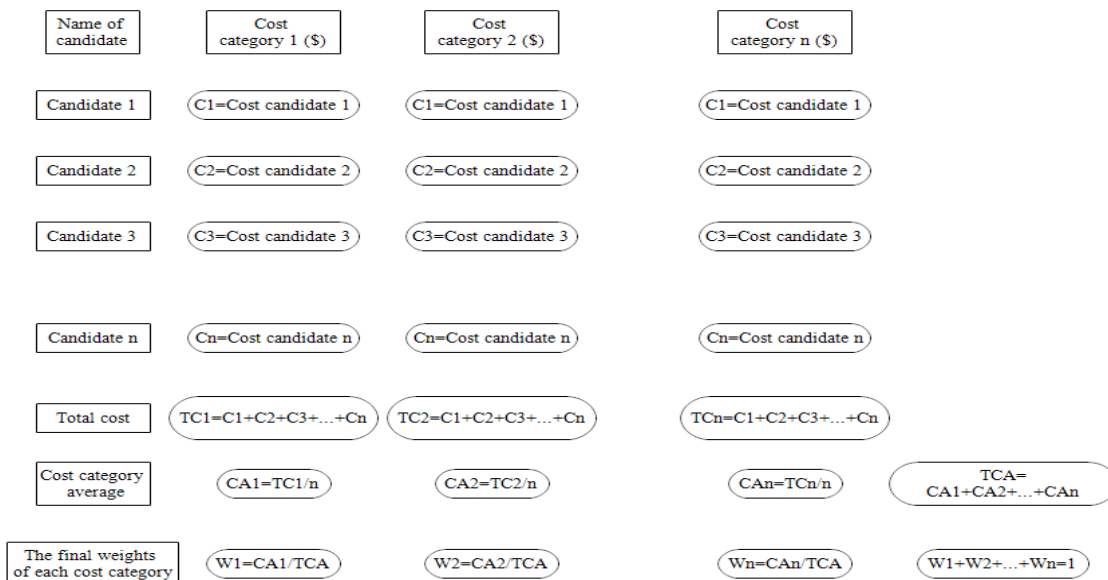 Name of
candidate
Cost
category 1 ($)
Cost
category 2 ($)
Cost
category n ($)
Candidate 1
C1=Cost candidate 1
C1=Cost candidate 1
C1=Cost candidate 1
Candidate 2
C2=Cost candidate 2
C2=Cost candidate 2
C2=Cost candidate 2
Candidate 3
C3=Cost candidate 3
C3=Cost candidate 3
C3=Cost candidate 3
Candidate n
Cn=Cost candidate n
Cn=Cost candidate n
Cn=Cost candidate n
Total cost
TC1=C1+C2+C3+...+Cn
TC2=C1+C2+C3+...+Cn
TCn=C1+C2+C3+...+Cn
Cost category
average
CA1=TC1/n
CA2=TC2/n
CAn=TCn/n
TCA=
CA1+CA2+...+CAn
The final weights
of each cost category
W1=CA1/TCA
W2=CA2/TCA
Wn=CAn/TCA
W1+W2+...+Wn=1